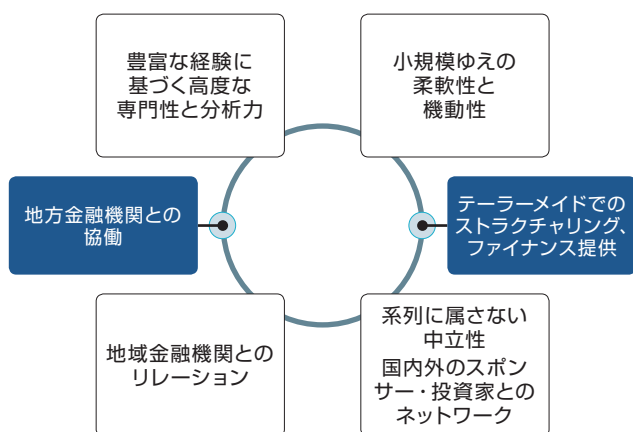 豊富な経験に
基づく高度な
専門性と分析力
小規模ゆえの
柔軟性と
機動性
地方金融機関との
協働
テーラーメイドでの
ストラクチャリング、
ファイナンス提供
地域金融機関との
リレーション
系列に属さない
中立性
国内外のスポン
サー・投資家との
ネットワーク